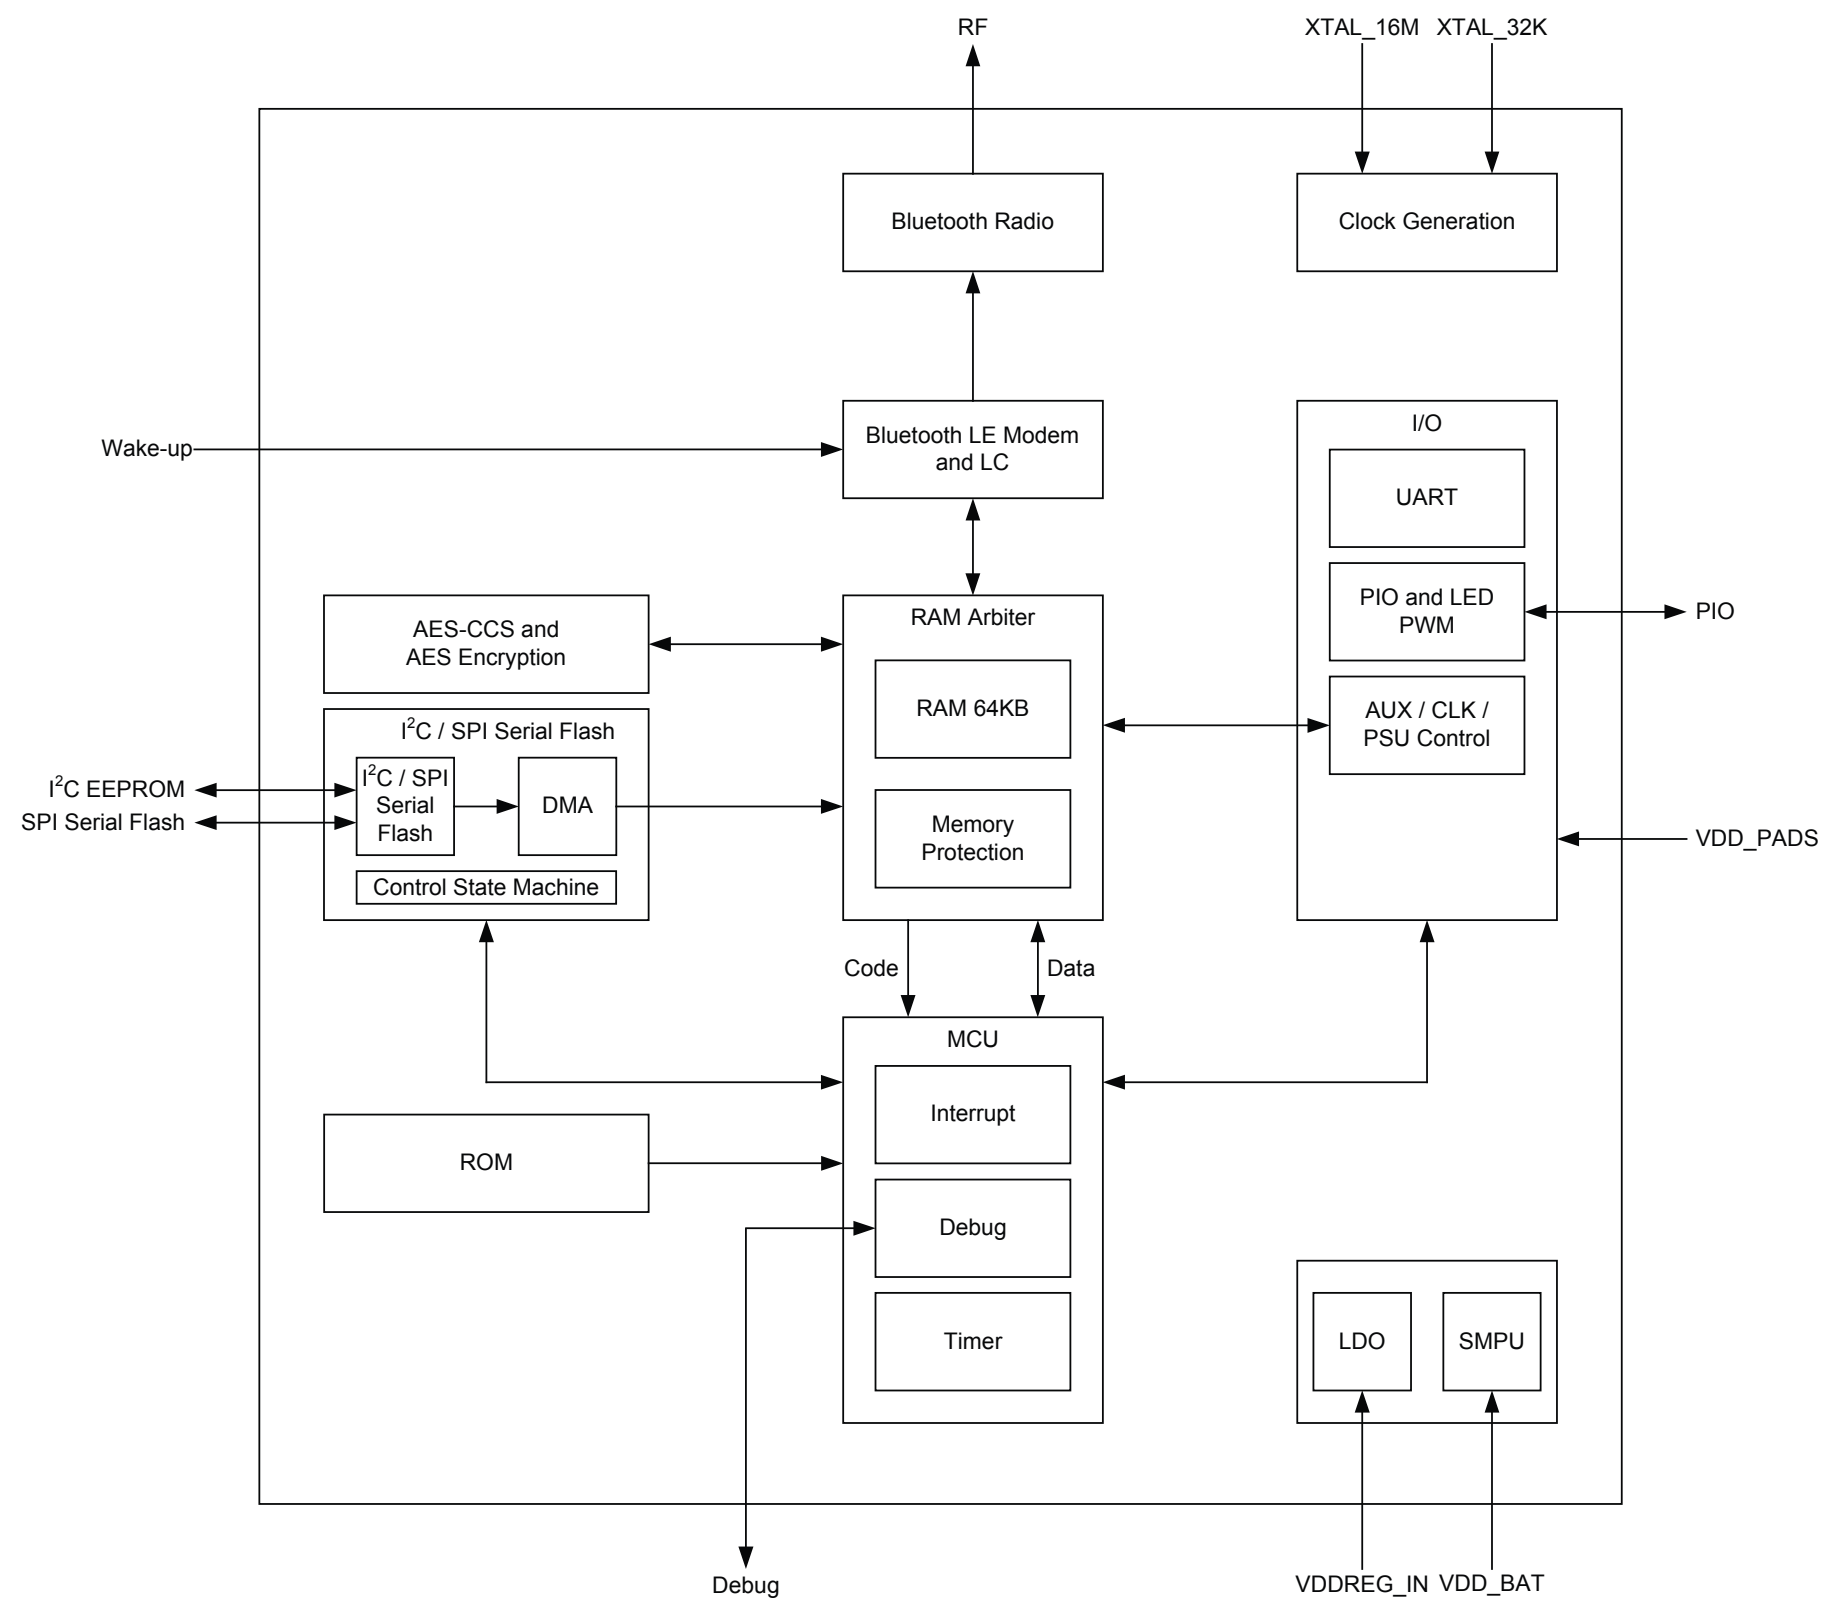 RF
XTAL_16M XTAL_32K
Bluetooth Radio
Clock Generation
Wake-up
Bluetooth LE Modem
and LC
I/O
UART
PIO and LED
PWM
PIO
AUX / CLK /
PSU Control
VDD_PADS
AES-CCS and
AES Encryption
RAM Arbiter
RAM 64KB
Memory
Protection
I²C / SPI Serial Flash
I²C / SPI
Serial
Flash
DMA
Control State Machine
I²C EEPROM
SPI Serial Flash
Code
Data
MCU
Interrupt
Debug
Timer
ROM
LDO
SMPU
Debug
VDDREG_IN VDD_BAT